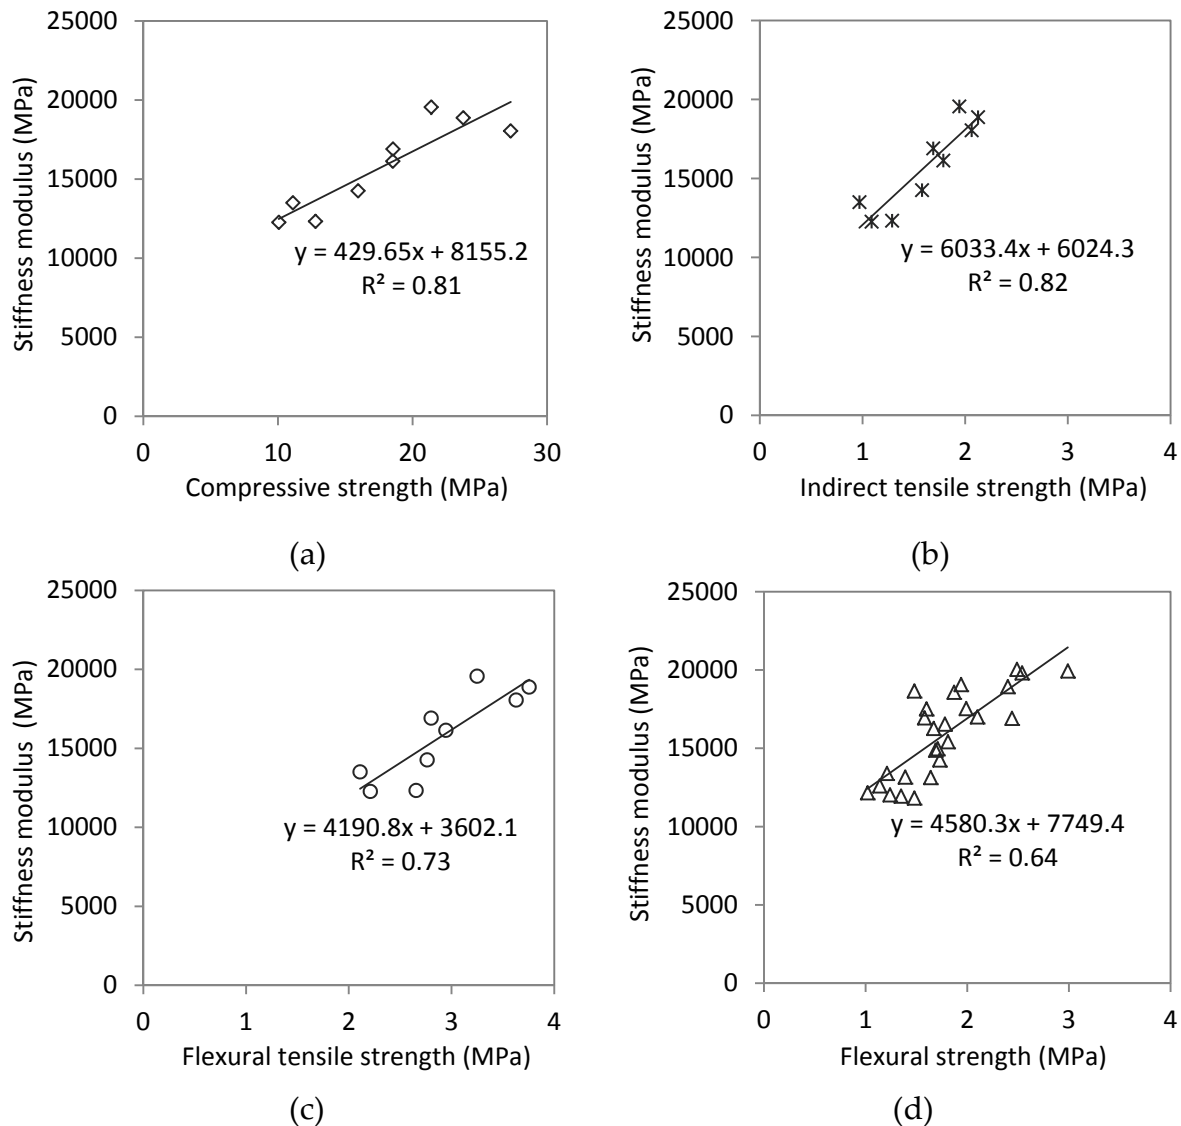 25000
20000
15000
10000
5000
0
Stiffness modulus (MPa)
y = 429.65x + 8155.2
R² = 0.81
0 10 20 30
Compressive strength (MPa)
(a)
25000
20000
15000
10000
5000
0
Stiffness modulus (MPa)
y = 6033.4x + 6024.3
R² = 0.82
0 1 2 3 4
Indirect tensile strength (MPa)
(b)
25000
20000
15000
10000
5000
0
Stiffness modulus (MPa)
y = 4190.8x + 3602.1
R² = 0.73
0 1 2 3 4
Flexural tensile strength (MPa)
(c)
25000
20000
15000
10000
5000
0
Stiffness modulus (MPa)
y = 4580.3x + 7749.4
R² = 0.64
0 1 2 3 4
Flexural strength (MPa)
(d)